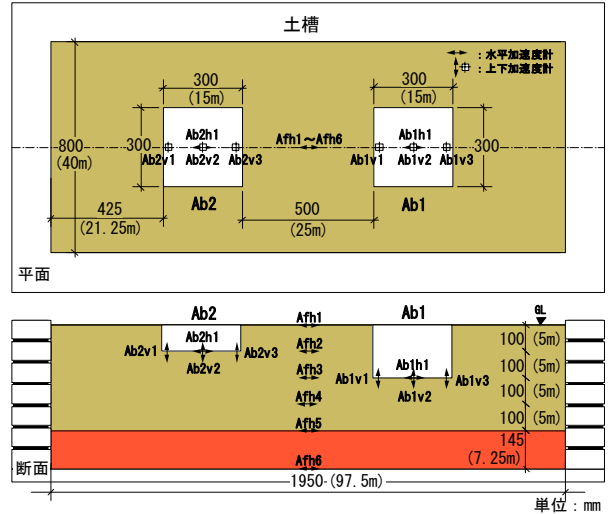 土槽
：水平加速度計
：上下加速度計
300
(15m)
300
(15m)
800
(40m)
300
Ab2h1
Ab2v1
Ab2v2
Ab2v3
Afh1～Afh6
Ab1h1
Ab1v1
Ab1v2
Ab1v3
300
425
(21.25m)
Ab2
500
(25m)
Ab1
平面
Ab2
Afh1
Ab1
GL
Ab2h1
Ab2v1
Ab2v2
Ab2v3
Afh2
100 (5m)
Afh3
Ab1h1
Ab1v1
Ab1v2
Ab1v3
100 (5m)
Afh4
100 (5m)
Afh5
100 (5m)
145
(7.25m)
Afh6
断面
1950 (97.5m)
単位：mm